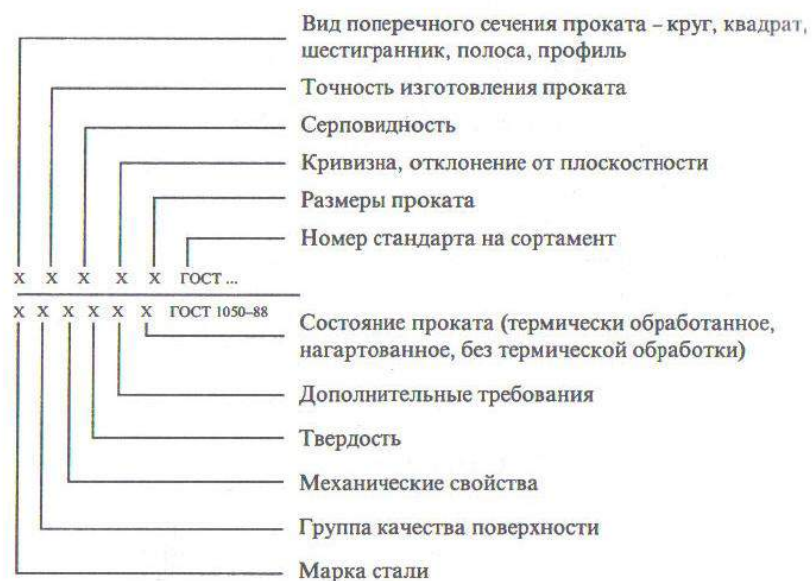 Вид поперечного сечения проката – круг, квадрат,
шестигранник, полоса, профиль
Точность изготовления проката
Серповидность
Кривизна, отклонение от плоскостности
Размеры проката
Номер стандарта на сортамент
Х Х Х Х Х ГОСТ ...
Х Х Х Х Х Х ГОСТ 1050–88
Состояние проката (термически обработанное,
нагартованное, без термической обработки)
Дополнительные требования
Твердость
Механические свойства
Группа качества поверхности
Марка стали